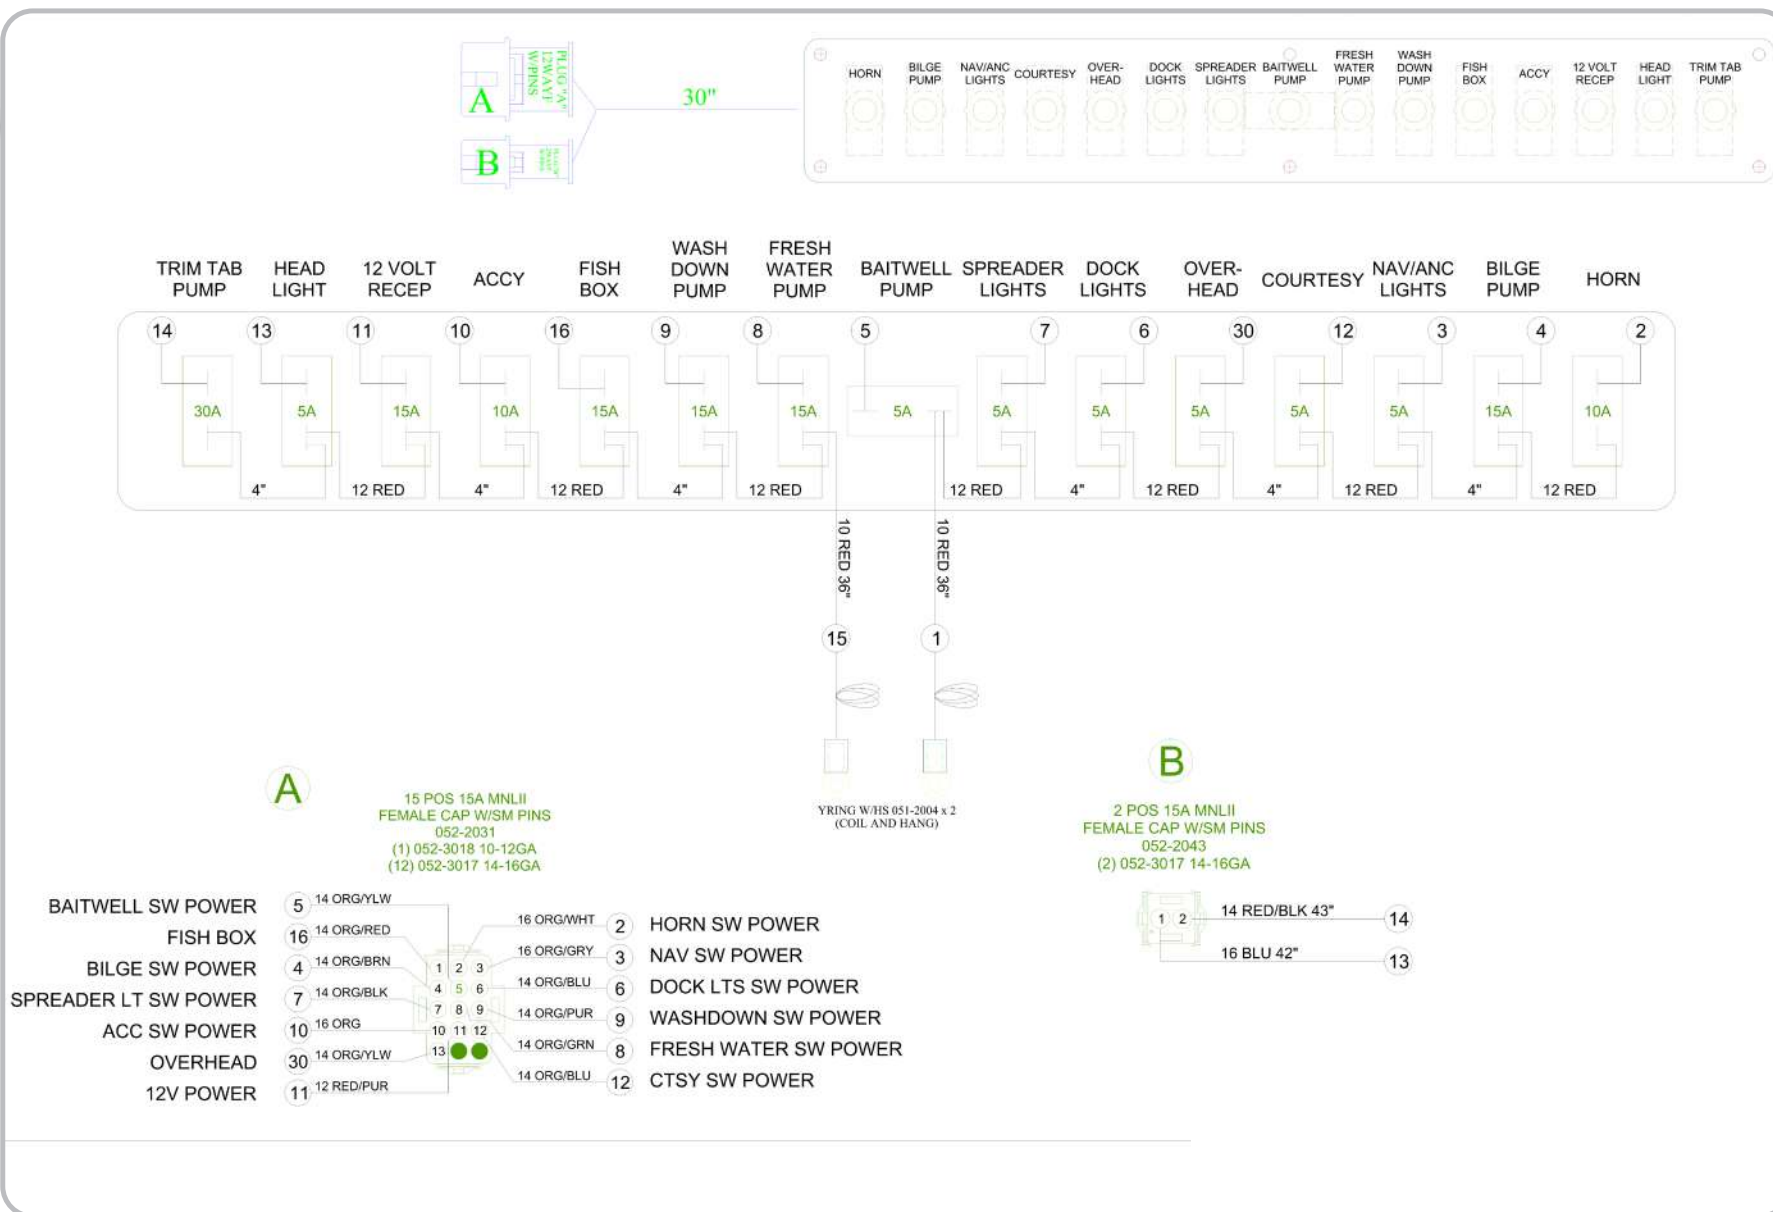 A
PLUG "A"
12WAYF
W/PINS
B
30"
HORN
BILGE
PUMP
NAV/ANC
LIGHTS
COURTESY
OVER-
HEAD
DOCK
LIGHTS
SPREADER
LIGHTS
BAITWELL
PUMP
FRESH
WATER
PUMP
WASH
DOWN
PUMP
FISH
BOX
ACCY
12 VOLT
RECEP
HEAD
LIGHT
TRIM TAB
PUMP
TRIM TAB
PUMP
HEAD
LIGHT
12 VOLT
RECEP
ACCY
FISH
BOX
WASH
DOWN
PUMP
FRESH
WATER
PUMP
BAITWELL
PUMP
SPREADER
LIGHTS
DOCK
LIGHTS
OVER-
HEAD
COURTESY
NAV/ANC
LIGHTS
BILGE
PUMP
HORN
14 13 11 10 16 9 8 5 7 6 30 12 3 4 2
30A 5A 15A 10A 15A 15A 15A 5A 5A 5A 5A 5A 5A 15A 10A
4" 12 RED 4" 12 RED 4" 12 RED 12 RED 4" 12 RED 4" 12 RED 4" 12 RED
10 RED 36"
10 RED 36"
15
1
YRING W/HS 051-2004 x 2
(COIL AND HANG)
A
15 POS 15A MNLII
FEMALE CAP W/SM PINS
052-2031
(1) 052-3018 10-12GA
(12) 052-3017 14-16GA
BAITWELL SW POWER 5 14 ORG/YLW
FISH BOX 16 14 ORG/RED
BILGE SW POWER 4 14 ORG/BRN
SPREADER LT SW POWER 7 14 ORG/BLK
ACC SW POWER 10 16 ORG
OVERHEAD 30 14 ORG/YLW
12V POWER 11 12 RED/PUR
1 2 3
4 5 6
7 8 9
10 11 12
13
16 ORG/WHT 2 HORN SW POWER
16 ORG/GRY 3 NAV SW POWER
14 ORG/BLU 6 DOCK LTS SW POWER
14 ORG/PUR 9 WASHDOWN SW POWER
14 ORG/GRN 8 FRESH WATER SW POWER
14 ORG/BLU 12 CTSY SW POWER
B
2 POS 15A MNLII
FEMALE CAP W/SM PINS
052-2043
(2) 052-3017 14-16GA
1 2
14 RED/BLK 43" 14
16 BLU 42" 13